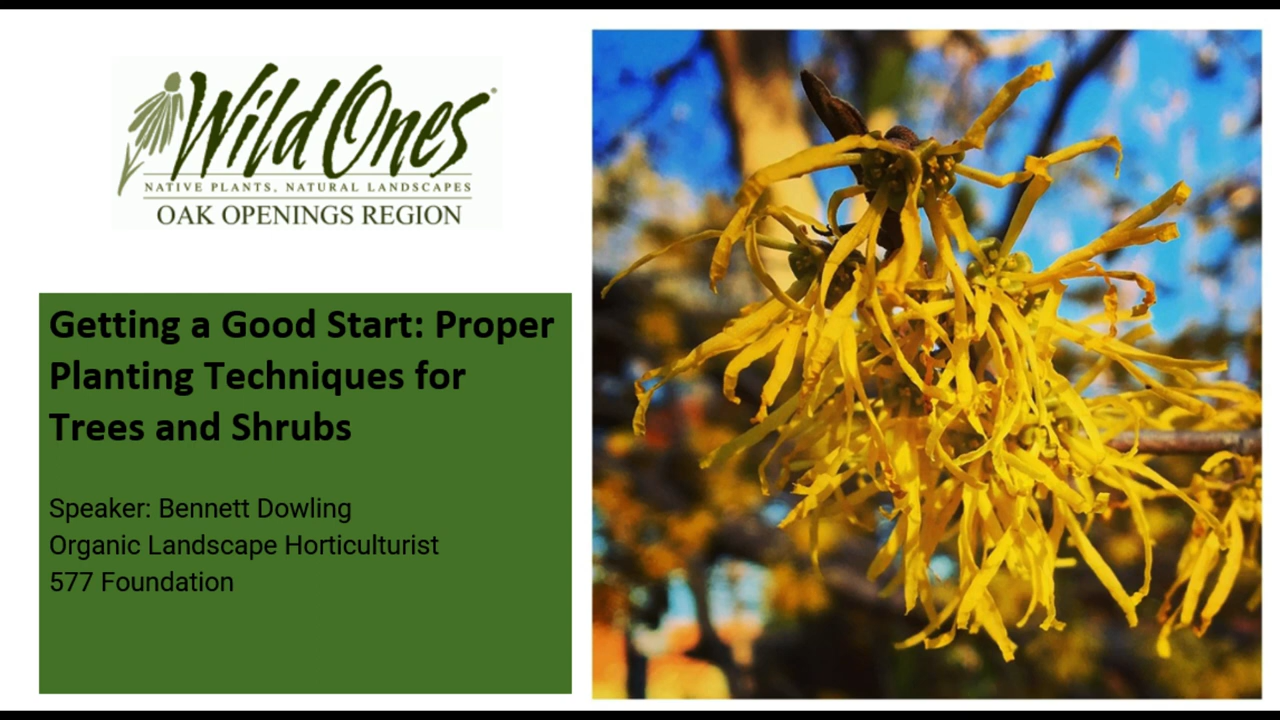 Wild Ones®
NATIVE PLANTS, NATURAL LANDSCAPES
OAK OPENINGS REGION
Getting a Good Start: Proper
Planting Techniques for
Trees and Shrubs
Speaker: Bennett Dowling
Organic Landscape Horticulturist
577 Foundation